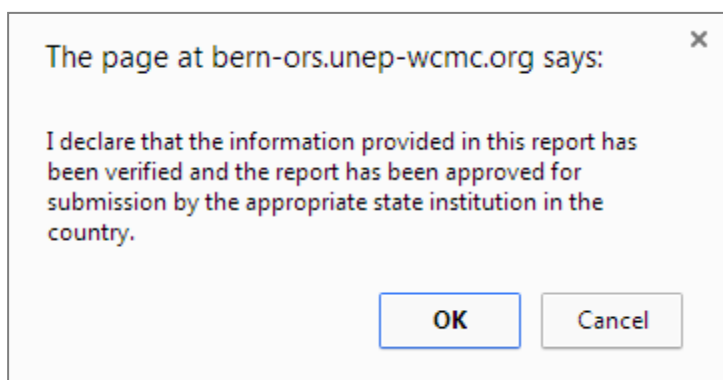 The page at bern-ors.unep-wcmc.org says:
I declare that the information provided in this report has
been verified and the report has been approved for
submission by the appropriate state institution in the
country.
OK
Cancel